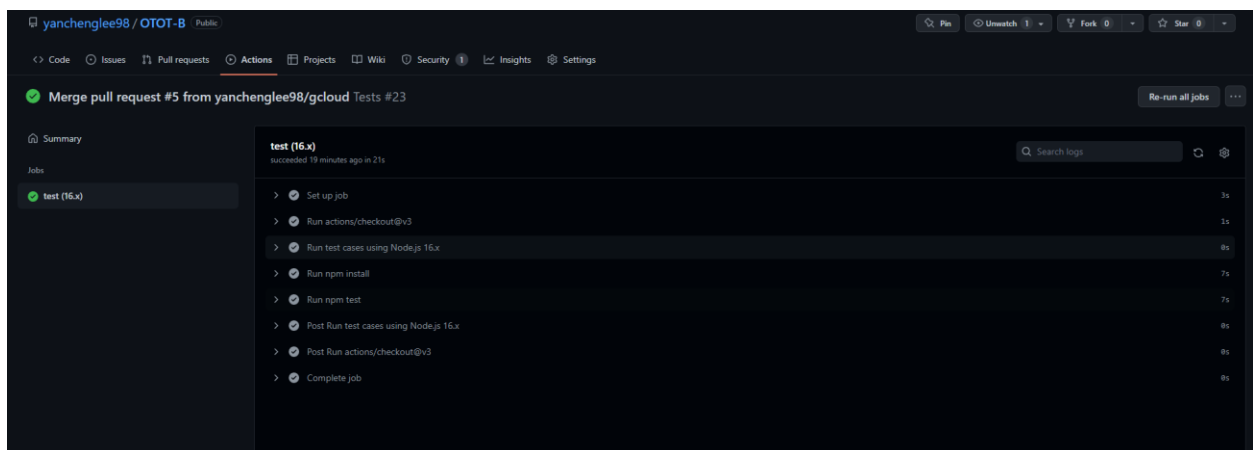 yanchenglee98 / OTOT-B Public Pin Unwatch 1 Fork 0 Star 0
Code Issues Pull requests Actions Projects Wiki Security 1 Insights Settings
Merge pull request #5 from yanchenglee98/gcloud Tests #23 Re-run all jobs ...
Summary
Jobs
test (16.x)
test (16.x)
succeeded 19 minutes ago in 21s
Search logs
Set up job 3s
Run actions/checkout@v3 1s
Run test cases using Node.js 16.x 0s
Run npm install 7s
Run npm test 7s
Post Run test cases using Node.js 16.x 0s
Post Run actions/checkout@v3 0s
Complete job 0s